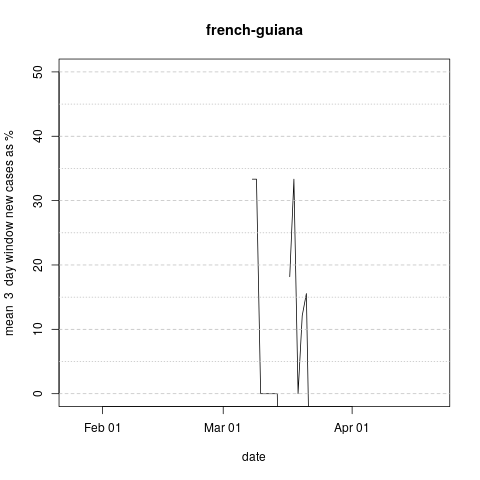 french-guiana
50
40
30
20
10
0
mean  3  day window new cases as %
Feb 01
Mar 01
Apr 01
date